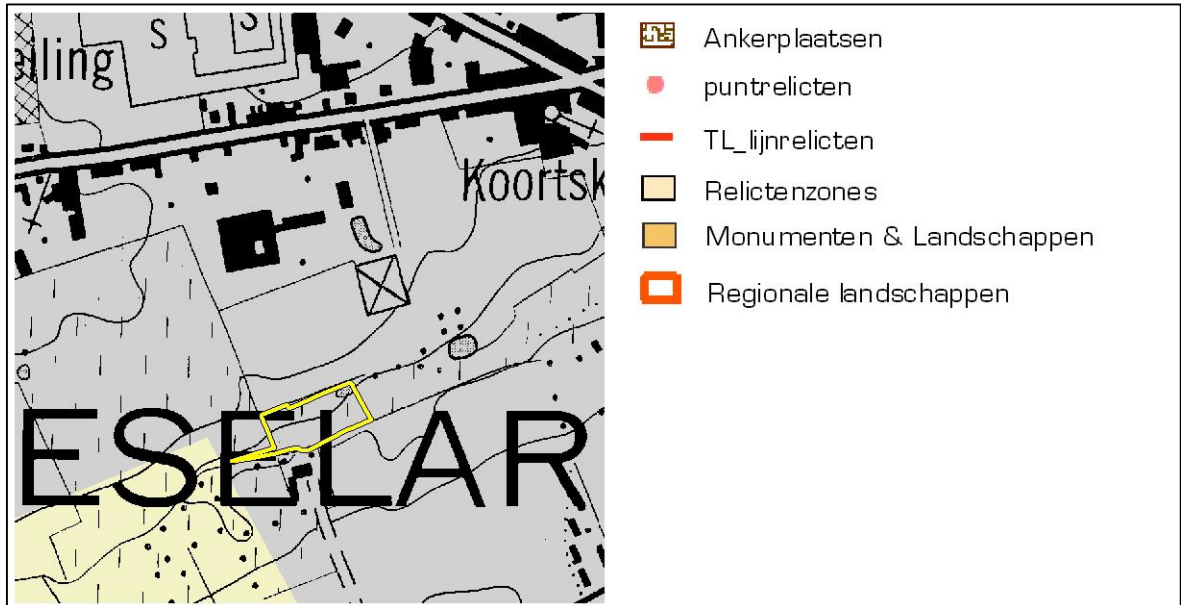 S S
eiling
Koortsk
ESELAR
Ankerplaatsen
puntrelicten
TL_lijnrelicten
Relictenzones
Monumenten & Landschappen
Regionale landschappen